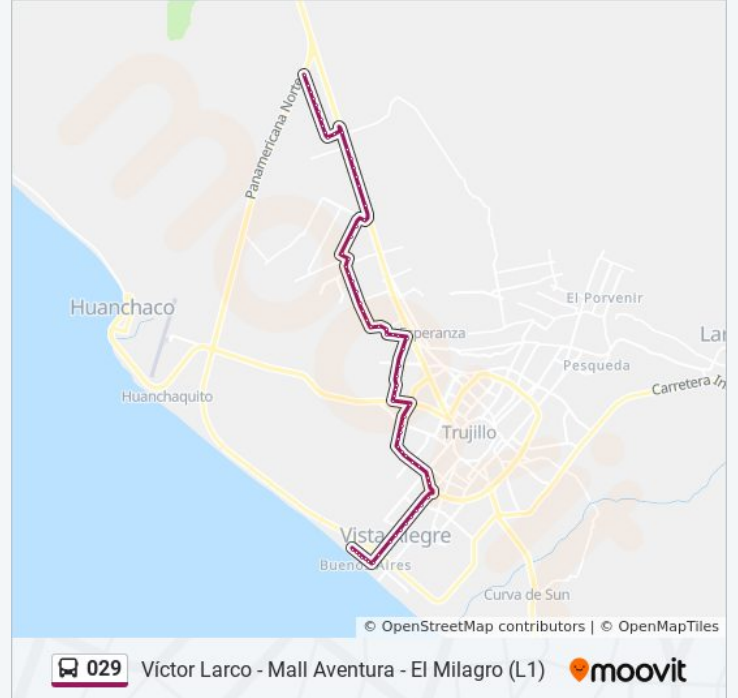 Panamericana Norte
Huanchaco
Huanchaquito
Esperanza
El Porvenir
Pesqueda
Carretera In
Trujillo
Vista Alegre
Buenos Aires
Curva de Sun
© OpenStreetMap contributors | © OpenMapTiles
029 Víctor Larco - Mall Aventura - El Milagro (L1) moovit